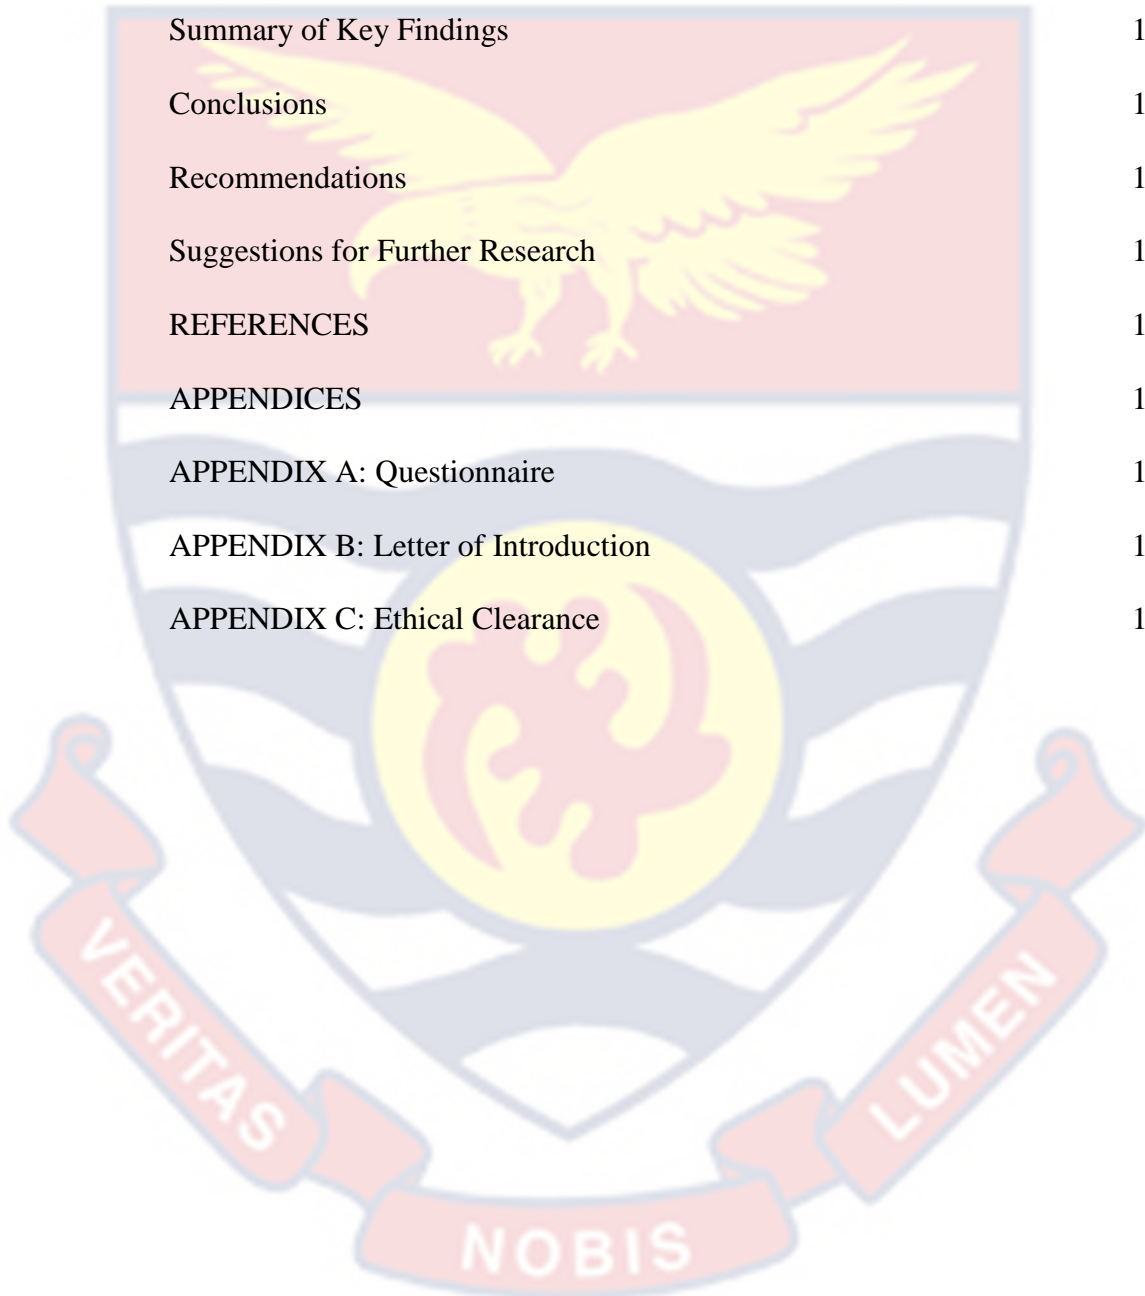 Summary of Key Findings 1
Conclusions 1
Recommendations 1
Suggestions for Further Research 1
REFERENCES 1
APPENDICES 1
APPENDIX A: Questionnaire 1
APPENDIX B: Letter of Introduction 1
APPENDIX C: Ethical Clearance 1
VERITAS
NOBIS
LUMEN